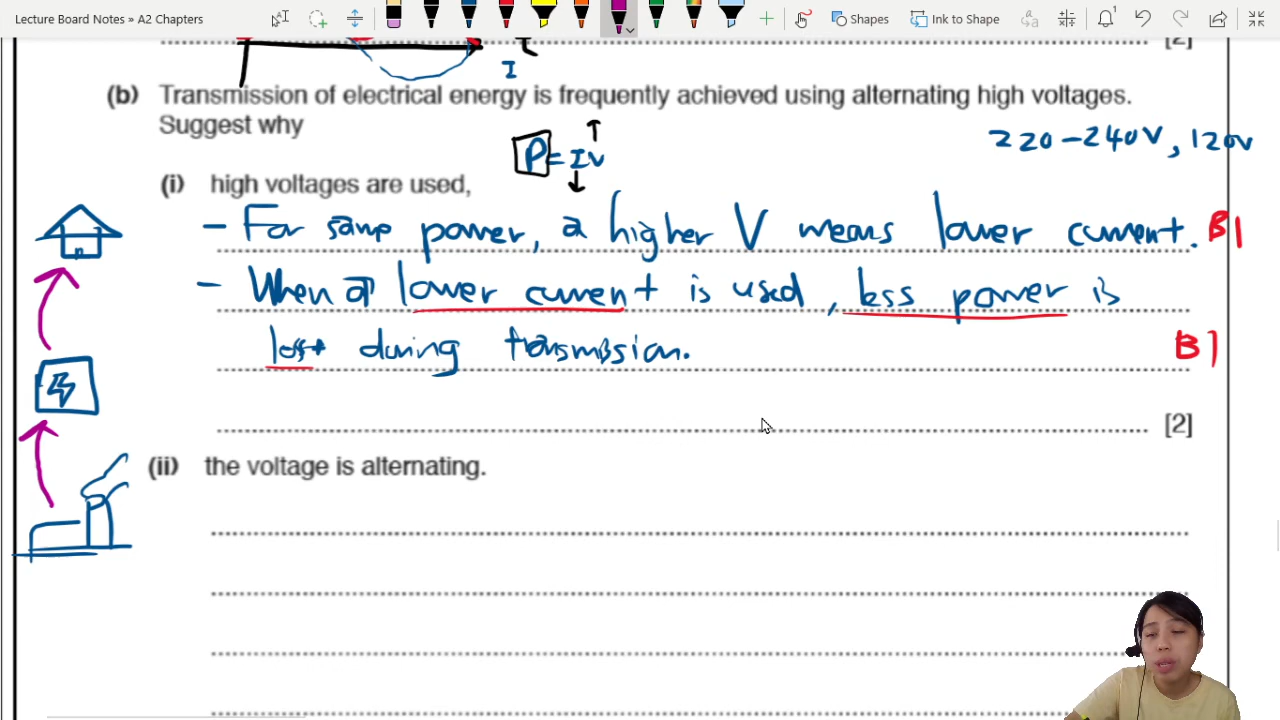 Lecture Board Notes » A2 Chapters
Shapes
Ink to Shape
[2]
I
(b) Transmission of electrical energy is frequently achieved using alternating high voltages.
Suggest why
220-240V, 120V
P = IV
(i) high voltages are used,
- For same power, a higher V means lower current. B1
- When a lower current is used, less power is
lost during transmission. B1
[2]
(ii) the voltage is alternating.